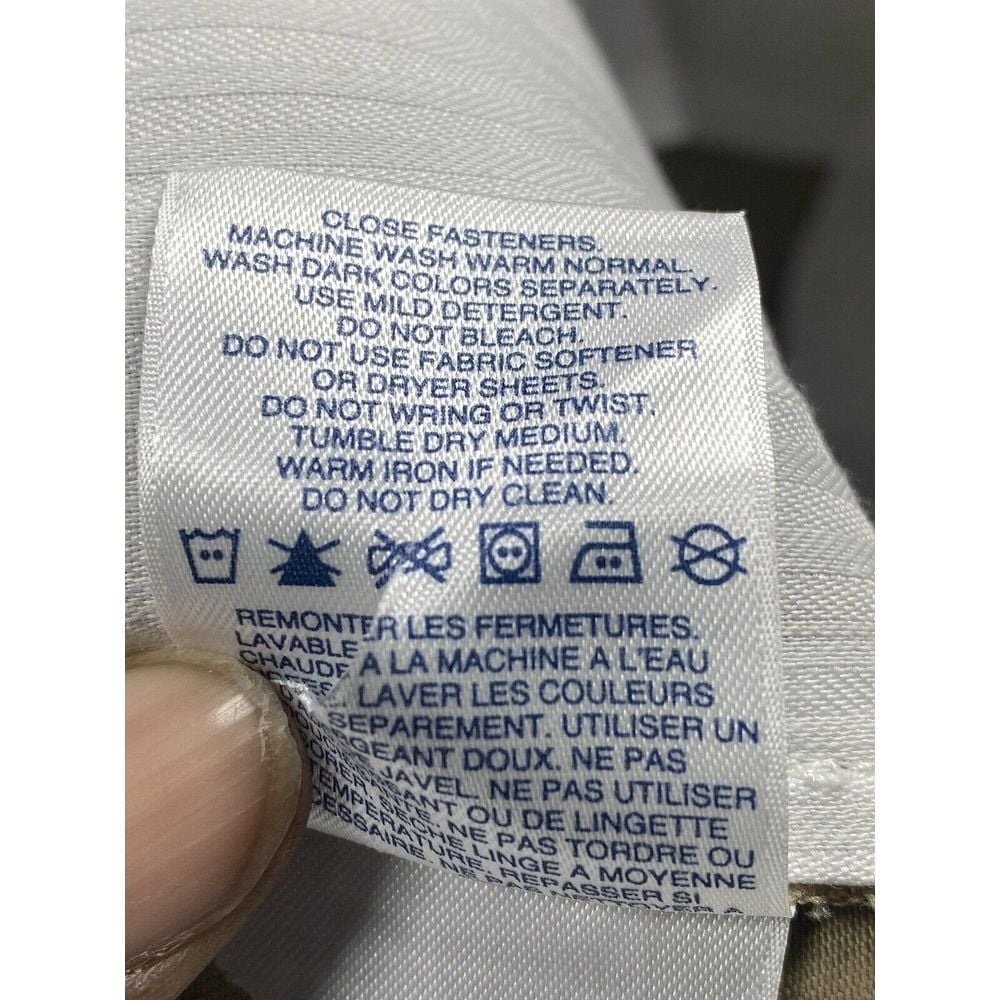 CLOSE FASTENERS.
MACHINE WASH WARM NORMAL.
WASH DARK COLORS SEPARATELY.
USE MILD DETERGENT.
DO NOT BLEACH.
DO NOT USE FABRIC SOFTENER
OR DRYER SHEETS.
DO NOT WRING OR TWIST.
TUMBLE DRY MEDIUM.
WARM IRON IF NEEDED.
DO NOT DRY CLEAN.
REMONTER LES FERMETURES.
LAVABLE A LA MACHINE A L'EAU
CHAUDE LAVER LES COULEURS
SEPAREMENT. UTILISER UN
DOUX. NE PAS
JAVEL. NE PAS UTILISER
OU DE LINGETTE
NE PAS TORDRE OU
LINGE A MOYENNE
REPASSER SI